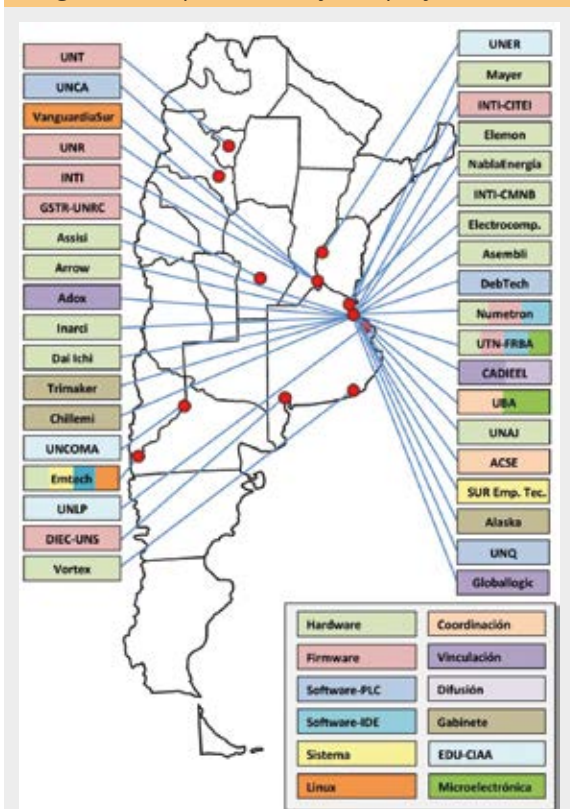 UNT
UNCA
VanguardiaSur
UNR
INTI
GSTR-UNRC
Assisi
Arrow
Adox
Inarci
Dai Ichi
Trimaker
Chillemi
UNCOMA
Emtech
UNLP
DIEC-UNS
Vortex
UNER
Mayer
INTI-CITEI
Elemon
NablaEnergia
INTI-CMNB
Electrocomp.
Asembli
DebTech
Numetron
UTN-FRBA
CADIEEL
UBA
UNAJ
ACSE
SUR Emp. Tec.
Alaska
UNQ
Globallogic
Hardware
Coordinación
Firmware
Vinculación
Software-PLC
Difusión
Software-IDE
Gabinete
Sistema
EDU-CIAA
Linux
Microelectrónica